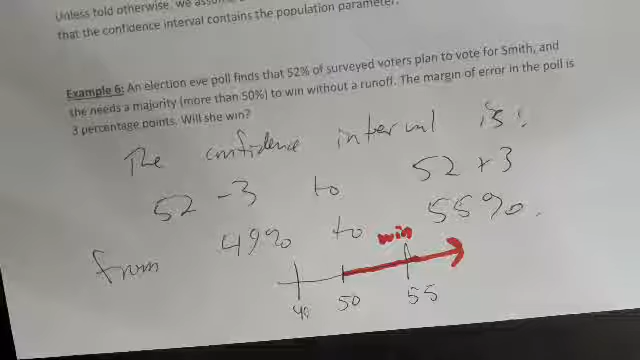 Unless told otherwise, we assu
that the confidence interval contains the population parameter.
Example 6: An election eve poll finds that 52% of surveyed voters plan to vote for Smith, and
she needs a majority (more than 50%) to win without a runoff. The margin of error in the poll is
3 percentage points. Will she win?
The confidence interval is:
52 - 3 to 52 + 3
from 49% to 55%.
win
40 50 55